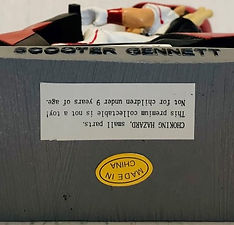 SCOOTER GENNETT
CHOKING HAZARD, small parts.
This premium collectable is not a toy!
Not for children under 9 years of age.
MADE IN
CHINA